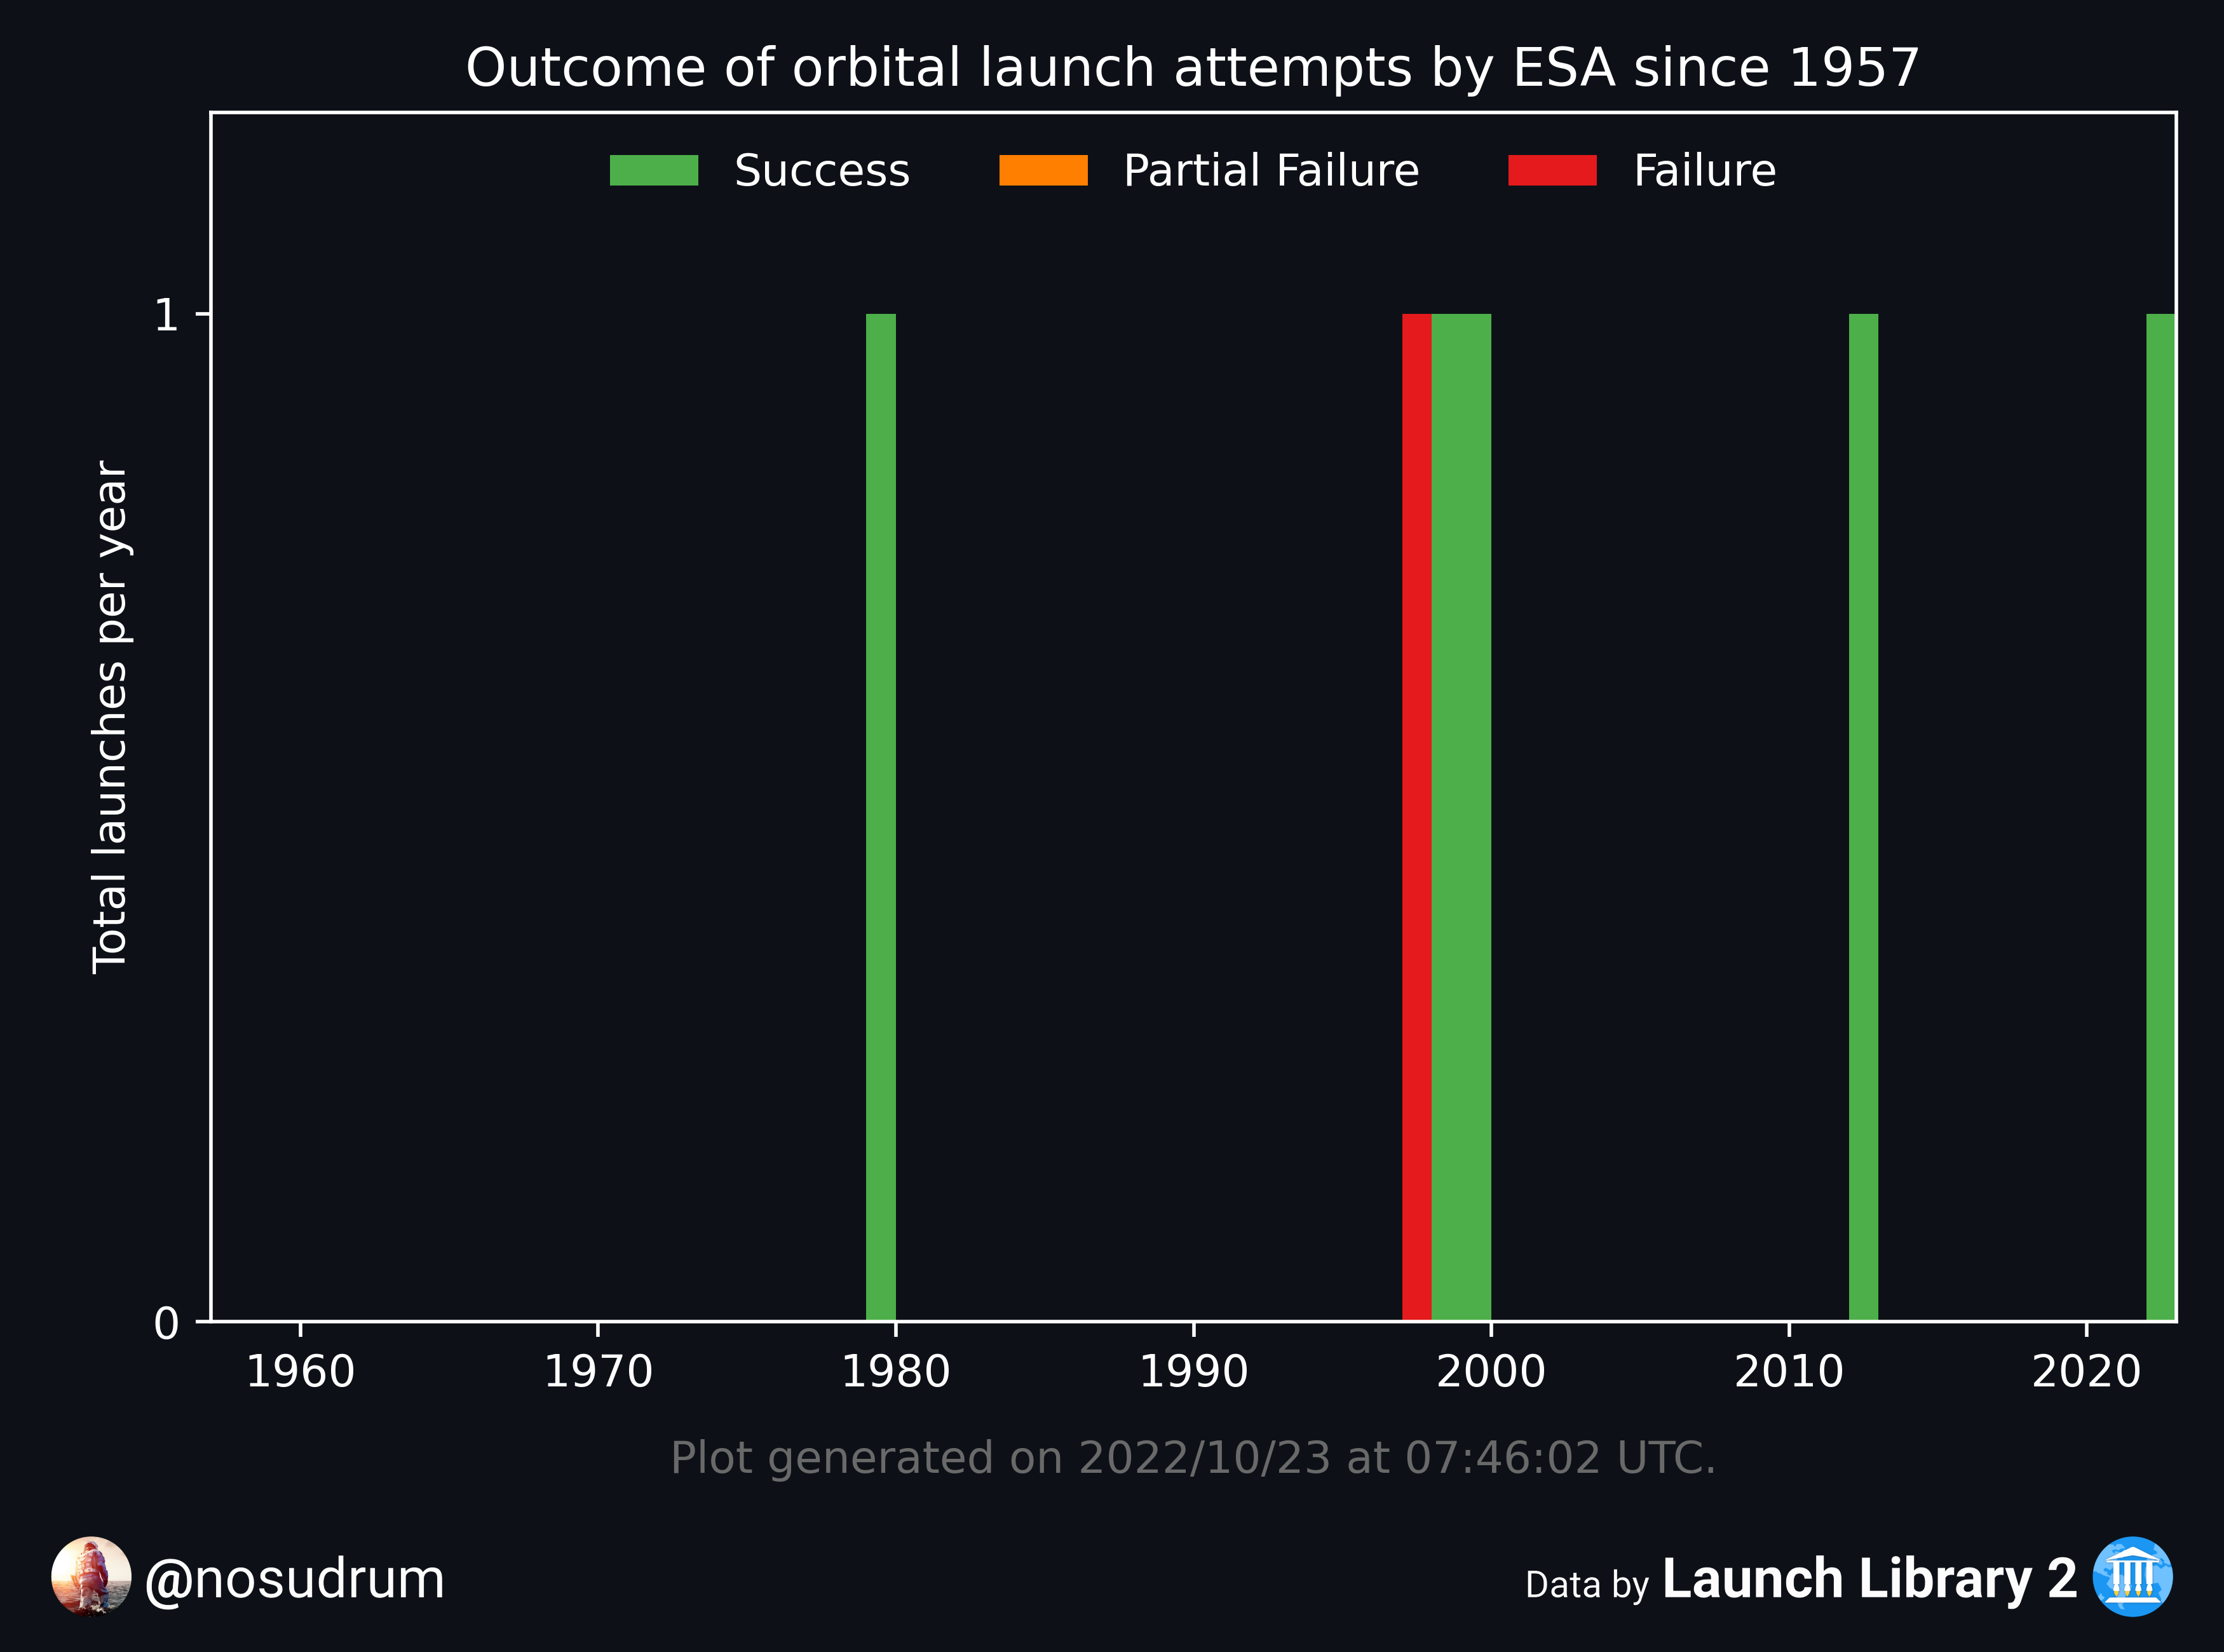 Outcome of orbital launch attempts by ESA since 1957
Success Partial Failure Failure
Total launches per year
1
0
1960 1970 1980 1990 2000 2010 2020
Plot generated on 2022/10/23 at 07:46:02 UTC.
@nosudrum
Data by Launch Library 2